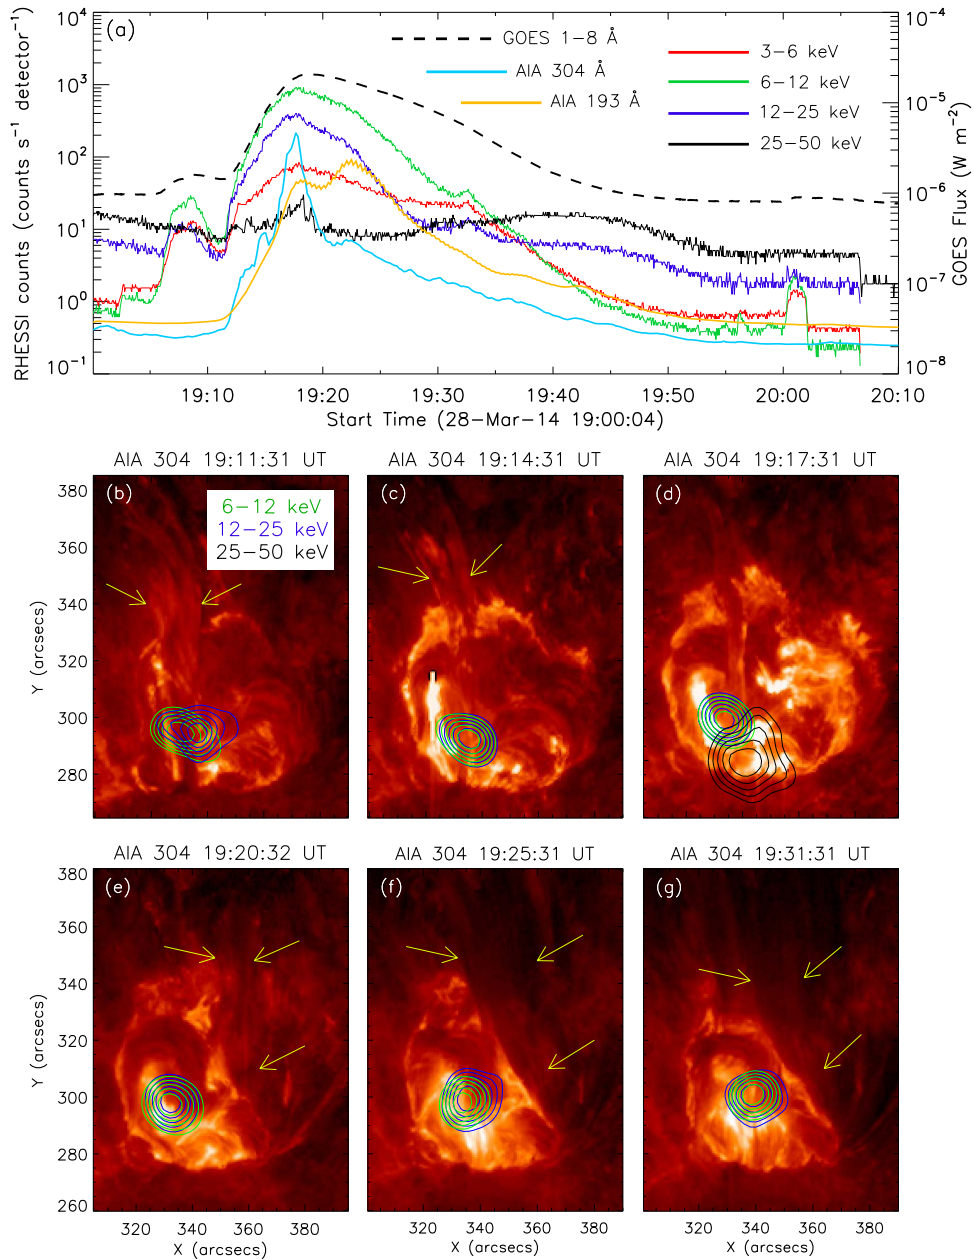 (a)
GOES 1−8 Å
AIA 304 Å
AIA 193 Å
3−6 keV
6−12 keV
12−25 keV
25−50 keV
RHESSI counts (counts s⁻¹ detector⁻¹)
10⁴
10³
10²
10¹
10⁰
10⁻¹
GOES Flux (W m⁻²)
10⁻⁴
10⁻⁵
10⁻⁶
10⁻⁷
10⁻⁸
19:10 19:20 19:30 19:40 19:50 20:00 20:10
Start Time (28−Mar−14 19:00:04)
AIA 304 19:11:31 UT
AIA 304 19:14:31 UT
AIA 304 19:17:31 UT
(b)
6−12 keV
12−25 keV
25−50 keV
(c)
(d)
Y (arcsecs)
380
360
340
320
300
280
AIA 304 19:20:32 UT
AIA 304 19:25:31 UT
AIA 304 19:31:31 UT
(e)
(f)
(g)
Y (arcsecs)
380
360
340
320
300
280
260
320 340 360 380
320 340 360 380
320 340 360 380
X (arcsecs)
X (arcsecs)
X (arcsecs)